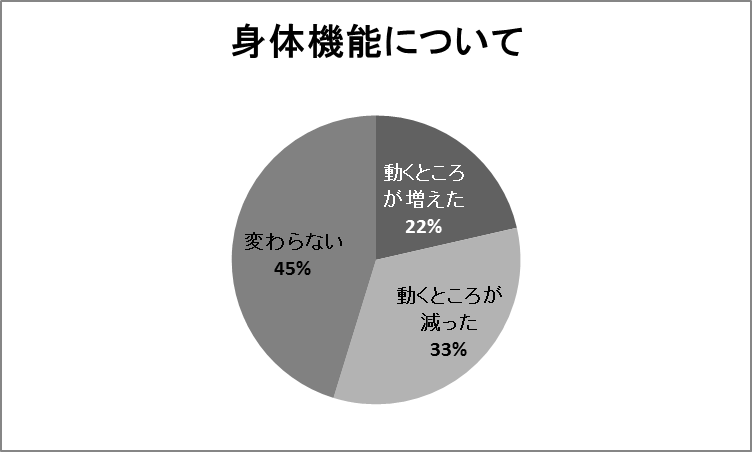 身体機能について
動くところ
が増えた
22%
変わらない
45%
動くところが
減った
33%